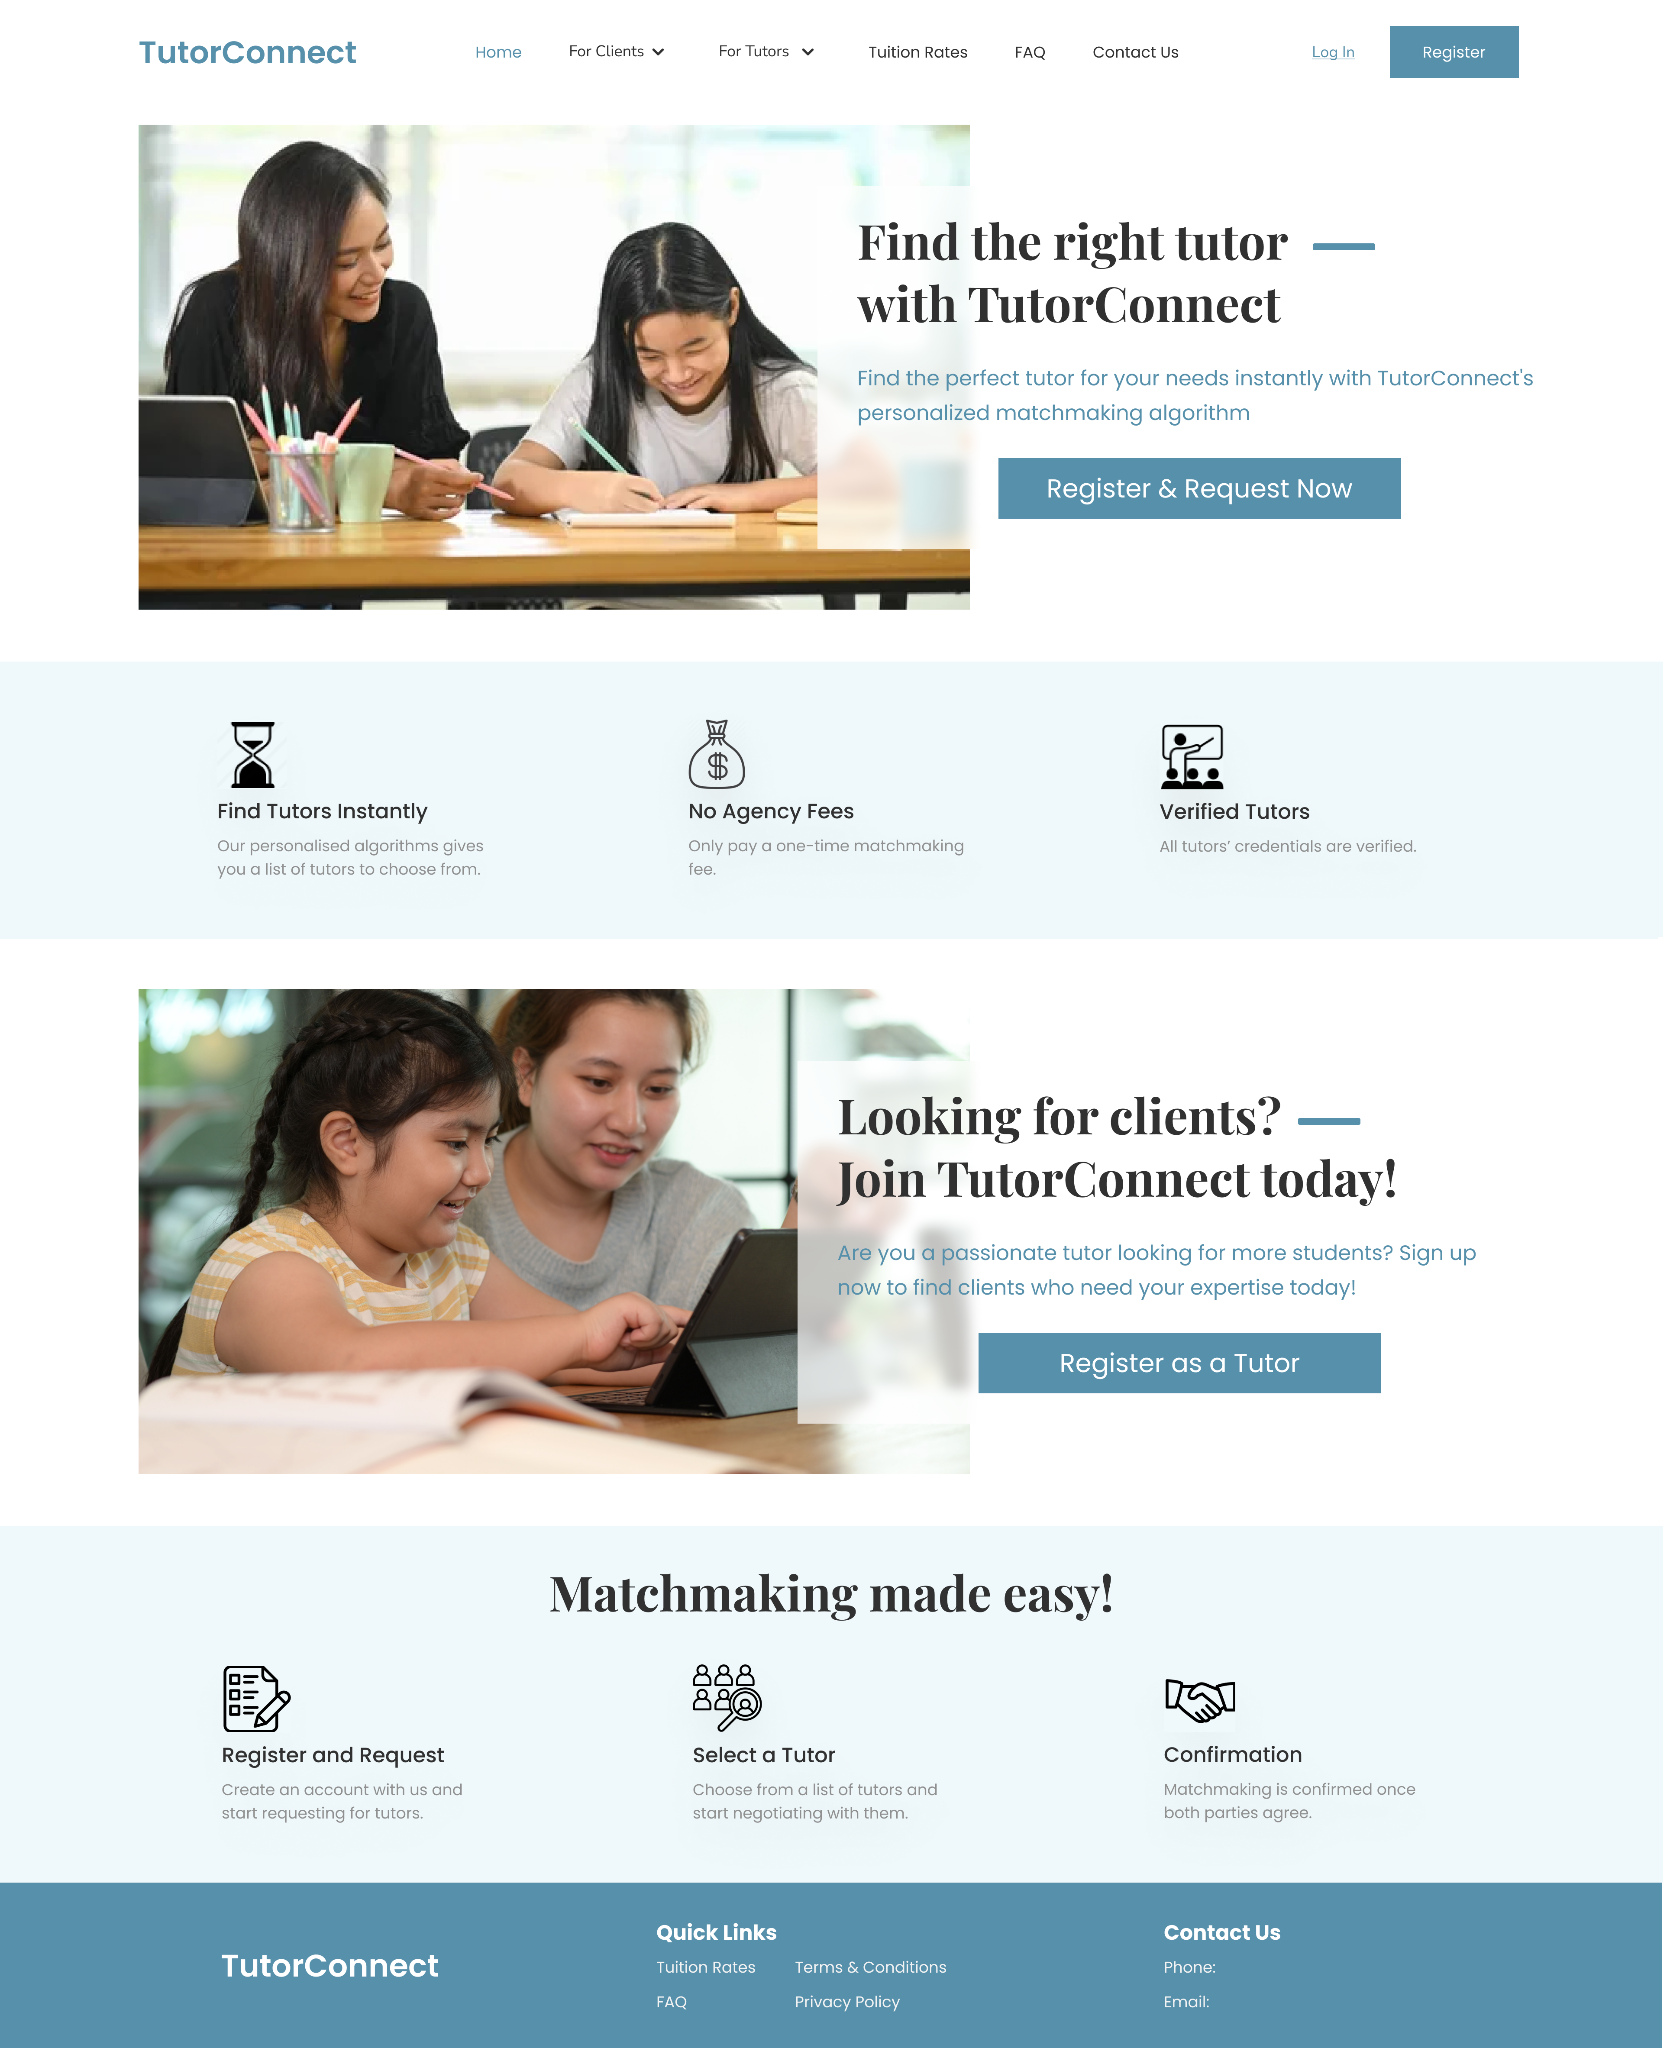 TutorConnect
Home
For Clients
For Tutors
Tuition Rates
FAQ
Contact Us
Log In
Register
Find the right tutor
with TutorConnect
Find the perfect tutor for your needs instantly with TutorConnect's
personalized matchmaking algorithm
Register & Request Now
Find Tutors Instantly
Our personalised algorithms gives
you a list of tutors to choose from.
No Agency Fees
Only pay a one-time matchmaking
fee.
Verified Tutors
All tutors’ credentials are verified.
Looking for clients?
Join TutorConnect today!
Are you a passionate tutor looking for more students? Sign up
now to find clients who need your expertise today!
Register as a Tutor
Matchmaking made easy!
Register and Request
Create an account with us and
start requesting for tutors.
Select a Tutor
Choose from a list of tutors and
start negotiating with them.
Confirmation
Matchmaking is confirmed once
both parties agree.
TutorConnect
Quick Links
Tuition Rates
Terms & Conditions
FAQ
Privacy Policy
Contact Us
Phone:
Email: